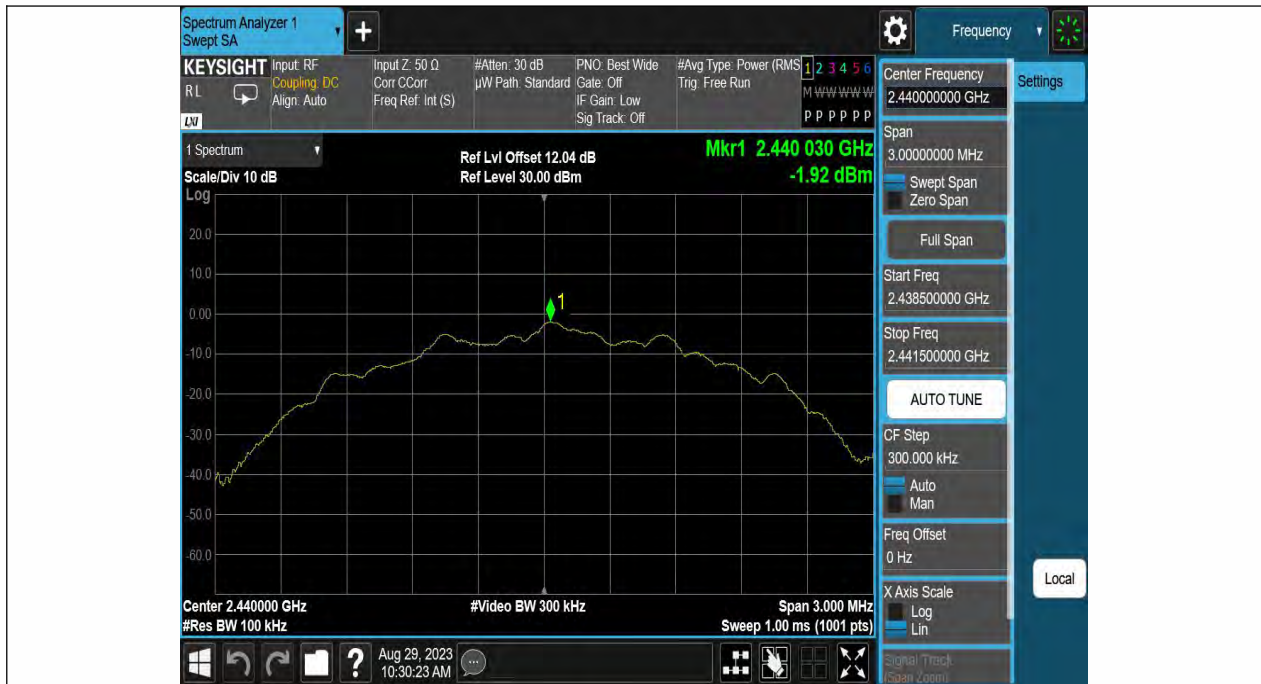 Spectrum Analyzer 1
Swept SA
+
Frequency
KEYSIGHT
RL
LXI
Input: RF
Coupling: DC
Align: Auto
Input Z: 50 Ω
Corr CCorr
Freq Ref: Int (S)
#Atten: 30 dB
µW Path: Standard
PNO: Best Wide
Gate: Off
IF Gain: Low
Sig Track: Off
#Avg Type: Power (RMS
Trig: Free Run
1 2 3 4 5 6
M W W W W W
P P P P P P
1 Spectrum
Scale/Div 10 dB
Log
Ref Lvl Offset 12.04 dB
Ref Level 30.00 dBm
Mkr1 2.440 030 GHz
-1.92 dBm
20.0
10.0
0.00
-10.0
-20.0
-30.0
-40.0
-50.0
-60.0
1
Center 2.440000 GHz
#Res BW 100 kHz
#Video BW 300 kHz
Span 3.000 MHz
Sweep 1.00 ms (1001 pts)
?
Aug 29, 2023
10:30:23 AM
Center Frequency
2.440000000 GHz
Span
3.00000000 MHz
Swept Span
Zero Span
Full Span
Start Freq
2.438500000 GHz
Stop Freq
2.441500000 GHz
AUTO TUNE
CF Step
300.000 kHz
Auto
Man
Freq Offset
0 Hz
X Axis Scale
Log
Lin
Signal Track
(Span Zoom)
Settings
Local